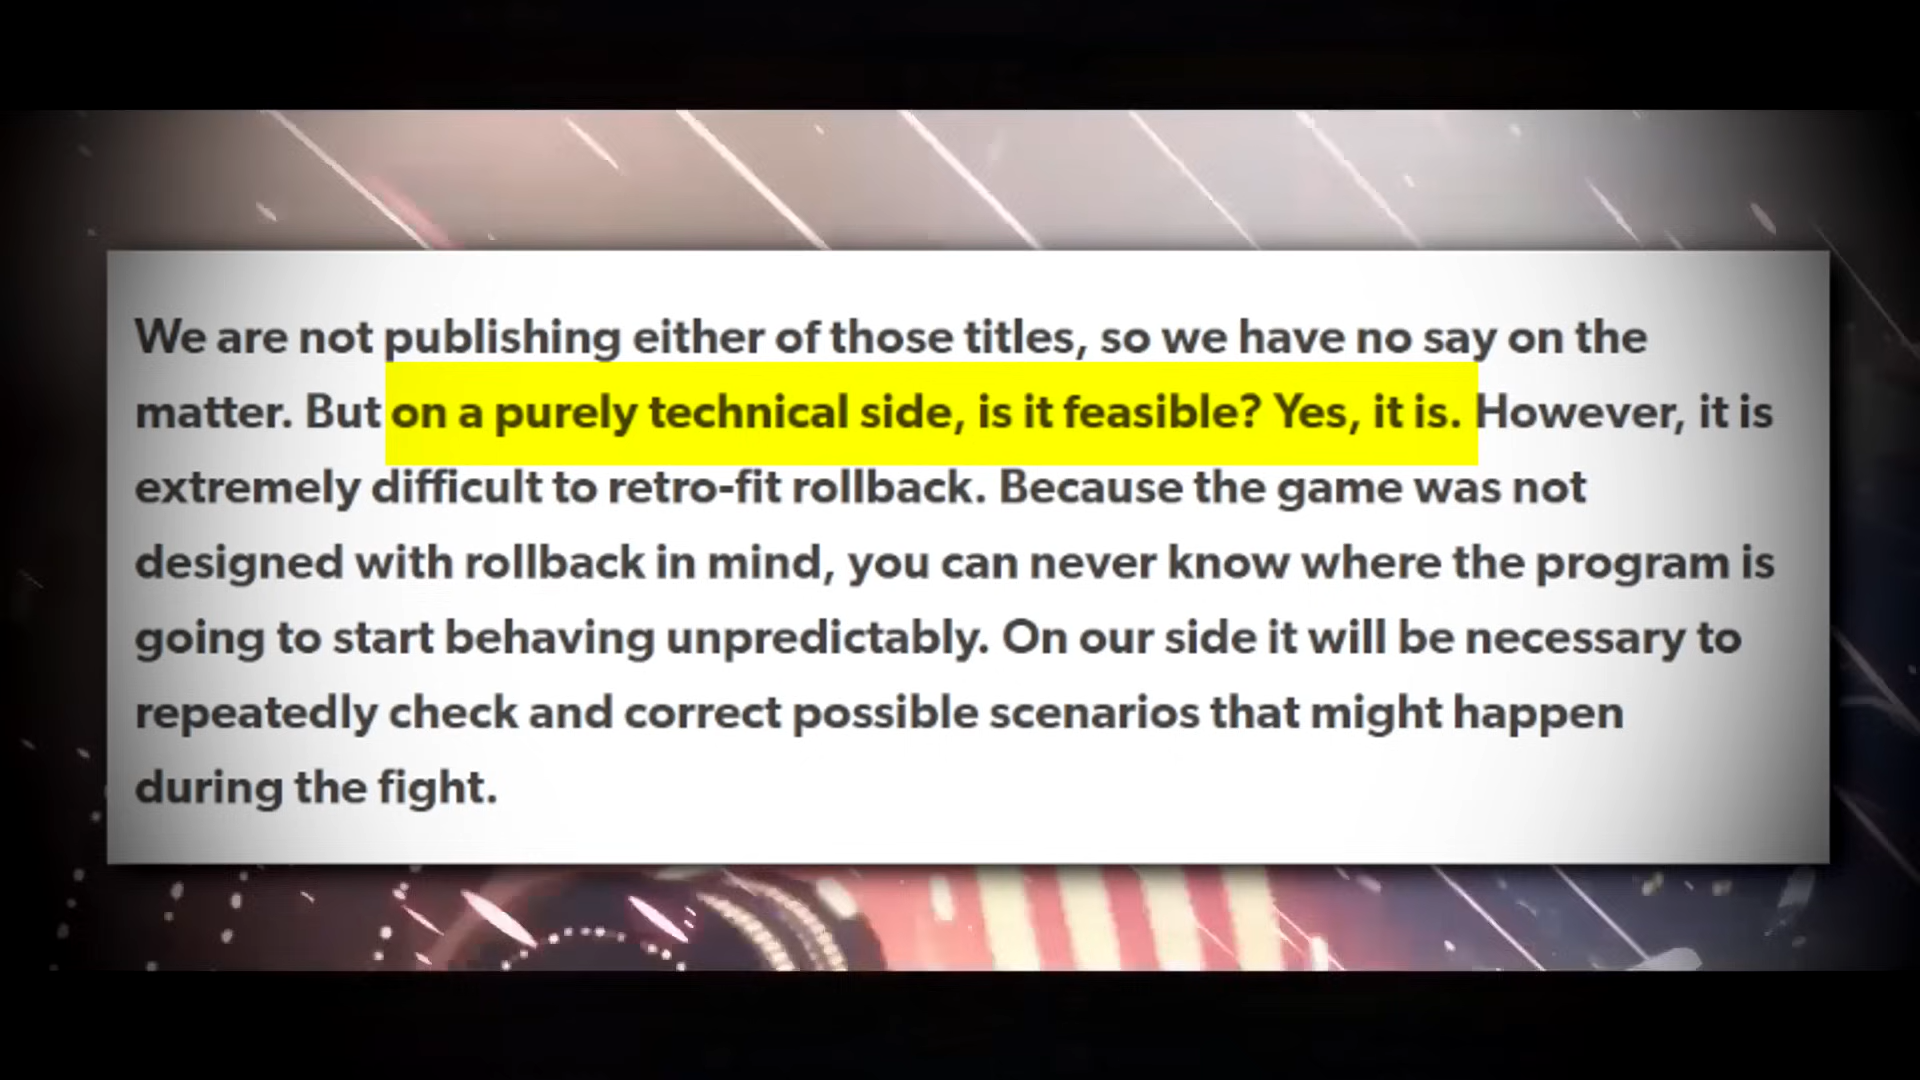 We are not publishing either of those titles, so we have no say on the
matter. But on a purely technical side, is it feasible? Yes, it is. However, it is
extremely difficult to retro-fit rollback. Because the game was not
designed with rollback in mind, you can never know where the program is
going to start behaving unpredictably. On our side it will be necessary to
repeatedly check and correct possible scenarios that might happen
during the fight.